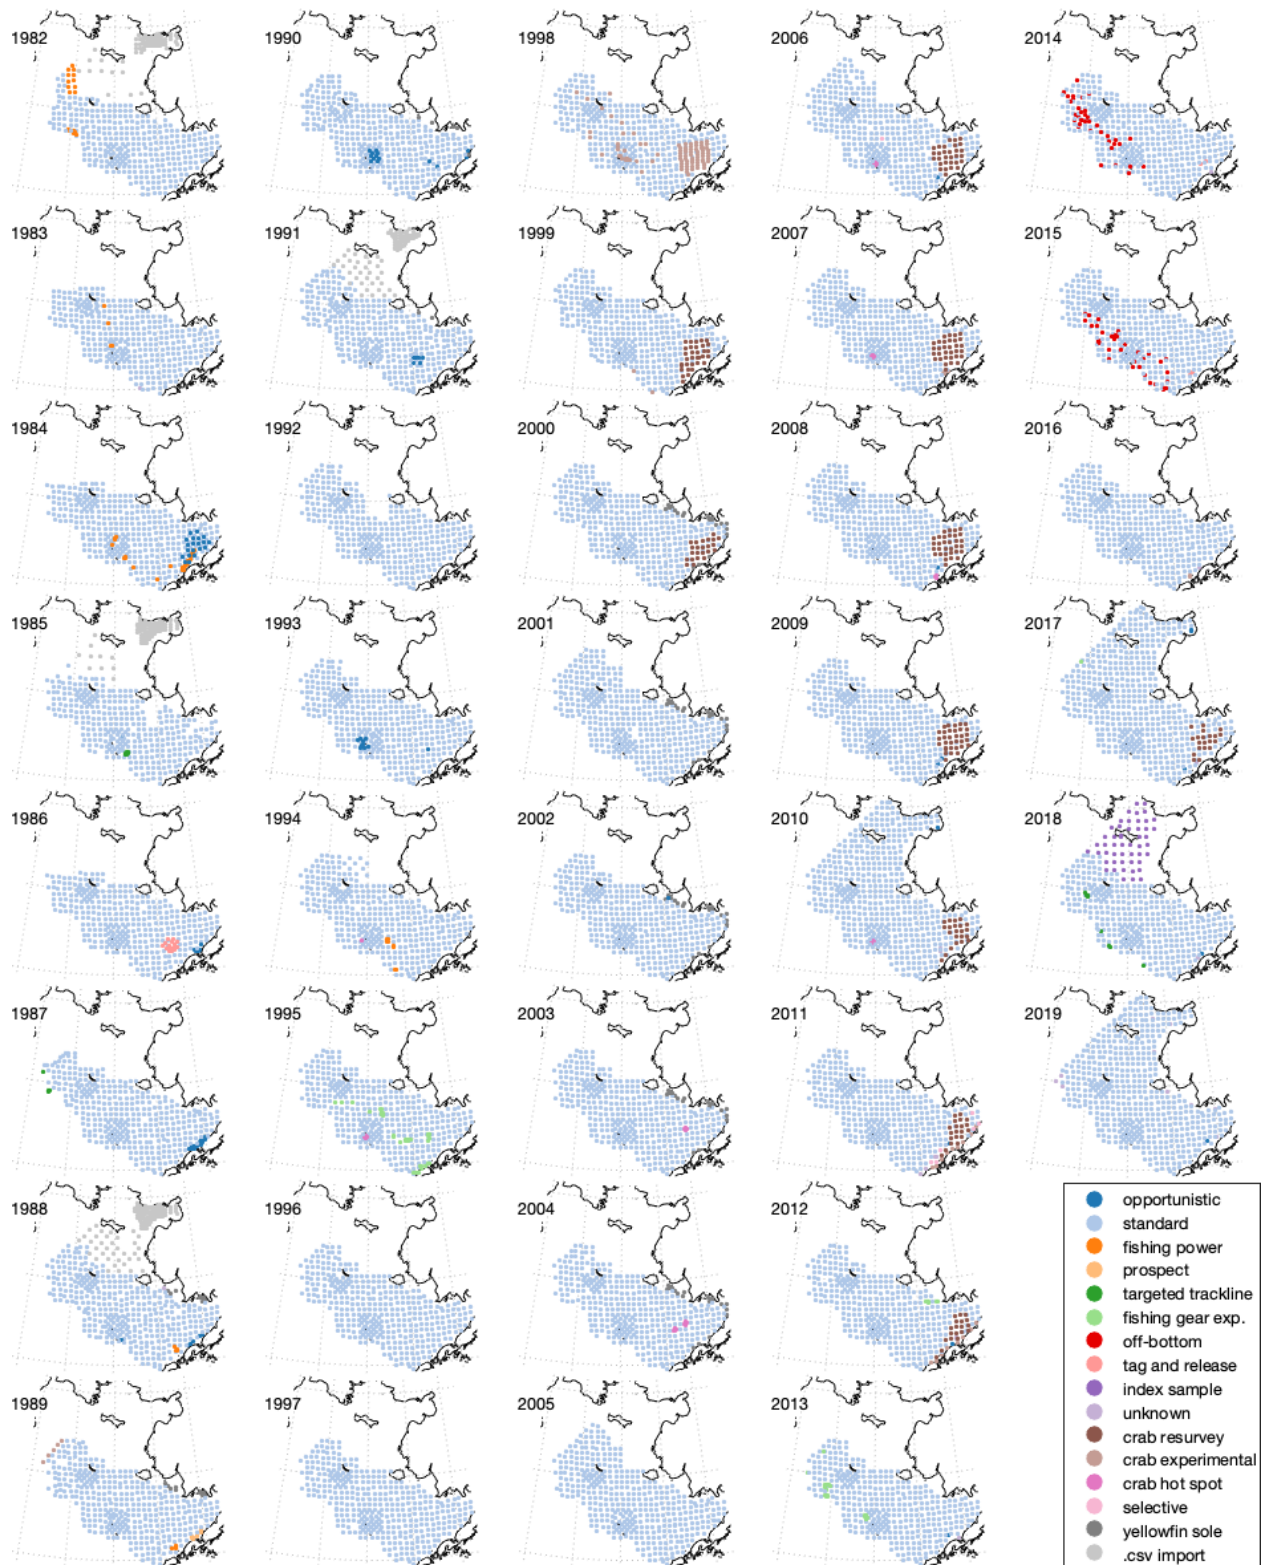 1982
1990
1998
2006
2014
1983
1991
1999
2007
2015
1984
1992
2000
2008
2016
1985
1993
2001
2009
2017
1986
1994
2002
2010
2018
1987
1995
2003
2011
2019
1988
1996
2004
2012
1989
1997
2005
2013
opportunistic
standard
fishing power
prospect
targeted trackline
fishing gear exp.
off-bottom
tag and release
index sample
unknown
crab resurvey
crab experimental
crab hot spot
selective
yellowfin sole
.csv import